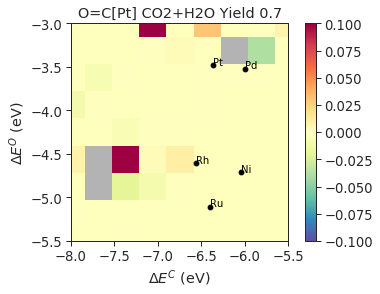 O=C[Pt] CO2+H2O Yield 0.7
ΔE^O (eV)
−3.0
−3.5
−4.0
−4.5
−5.0
−5.5
Pt
Pd
Rh
Ni
Ru
−8.0 −7.5 −7.0 −6.5 −6.0 −5.5
ΔE^C (eV)
0.100
0.075
0.050
0.025
0.000
−0.025
−0.050
−0.075
−0.100